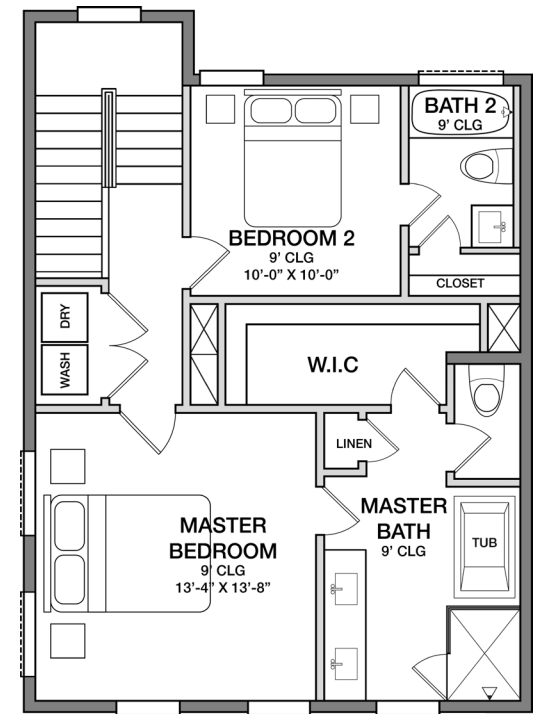 BATH 2
9' CLG
BEDROOM 2
9' CLG
10'-0" X 10'-0"
CLOSET
DRY
WASH
W.I.C
LINEN
MASTER
BATH
9' CLG
TUB
MASTER
BEDROOM
9' CLG
13'-4" X 13'-8"